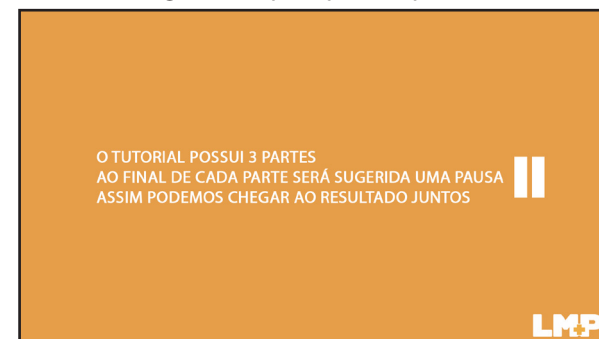 O TUTORIAL POSSUI 3 PARTES
AO FINAL DE CADA PARTE SERÁ SUGERIDA UMA PAUSA
ASSIM PODEMOS CHEGAR AO RESULTADO JUNTOS
LM+P